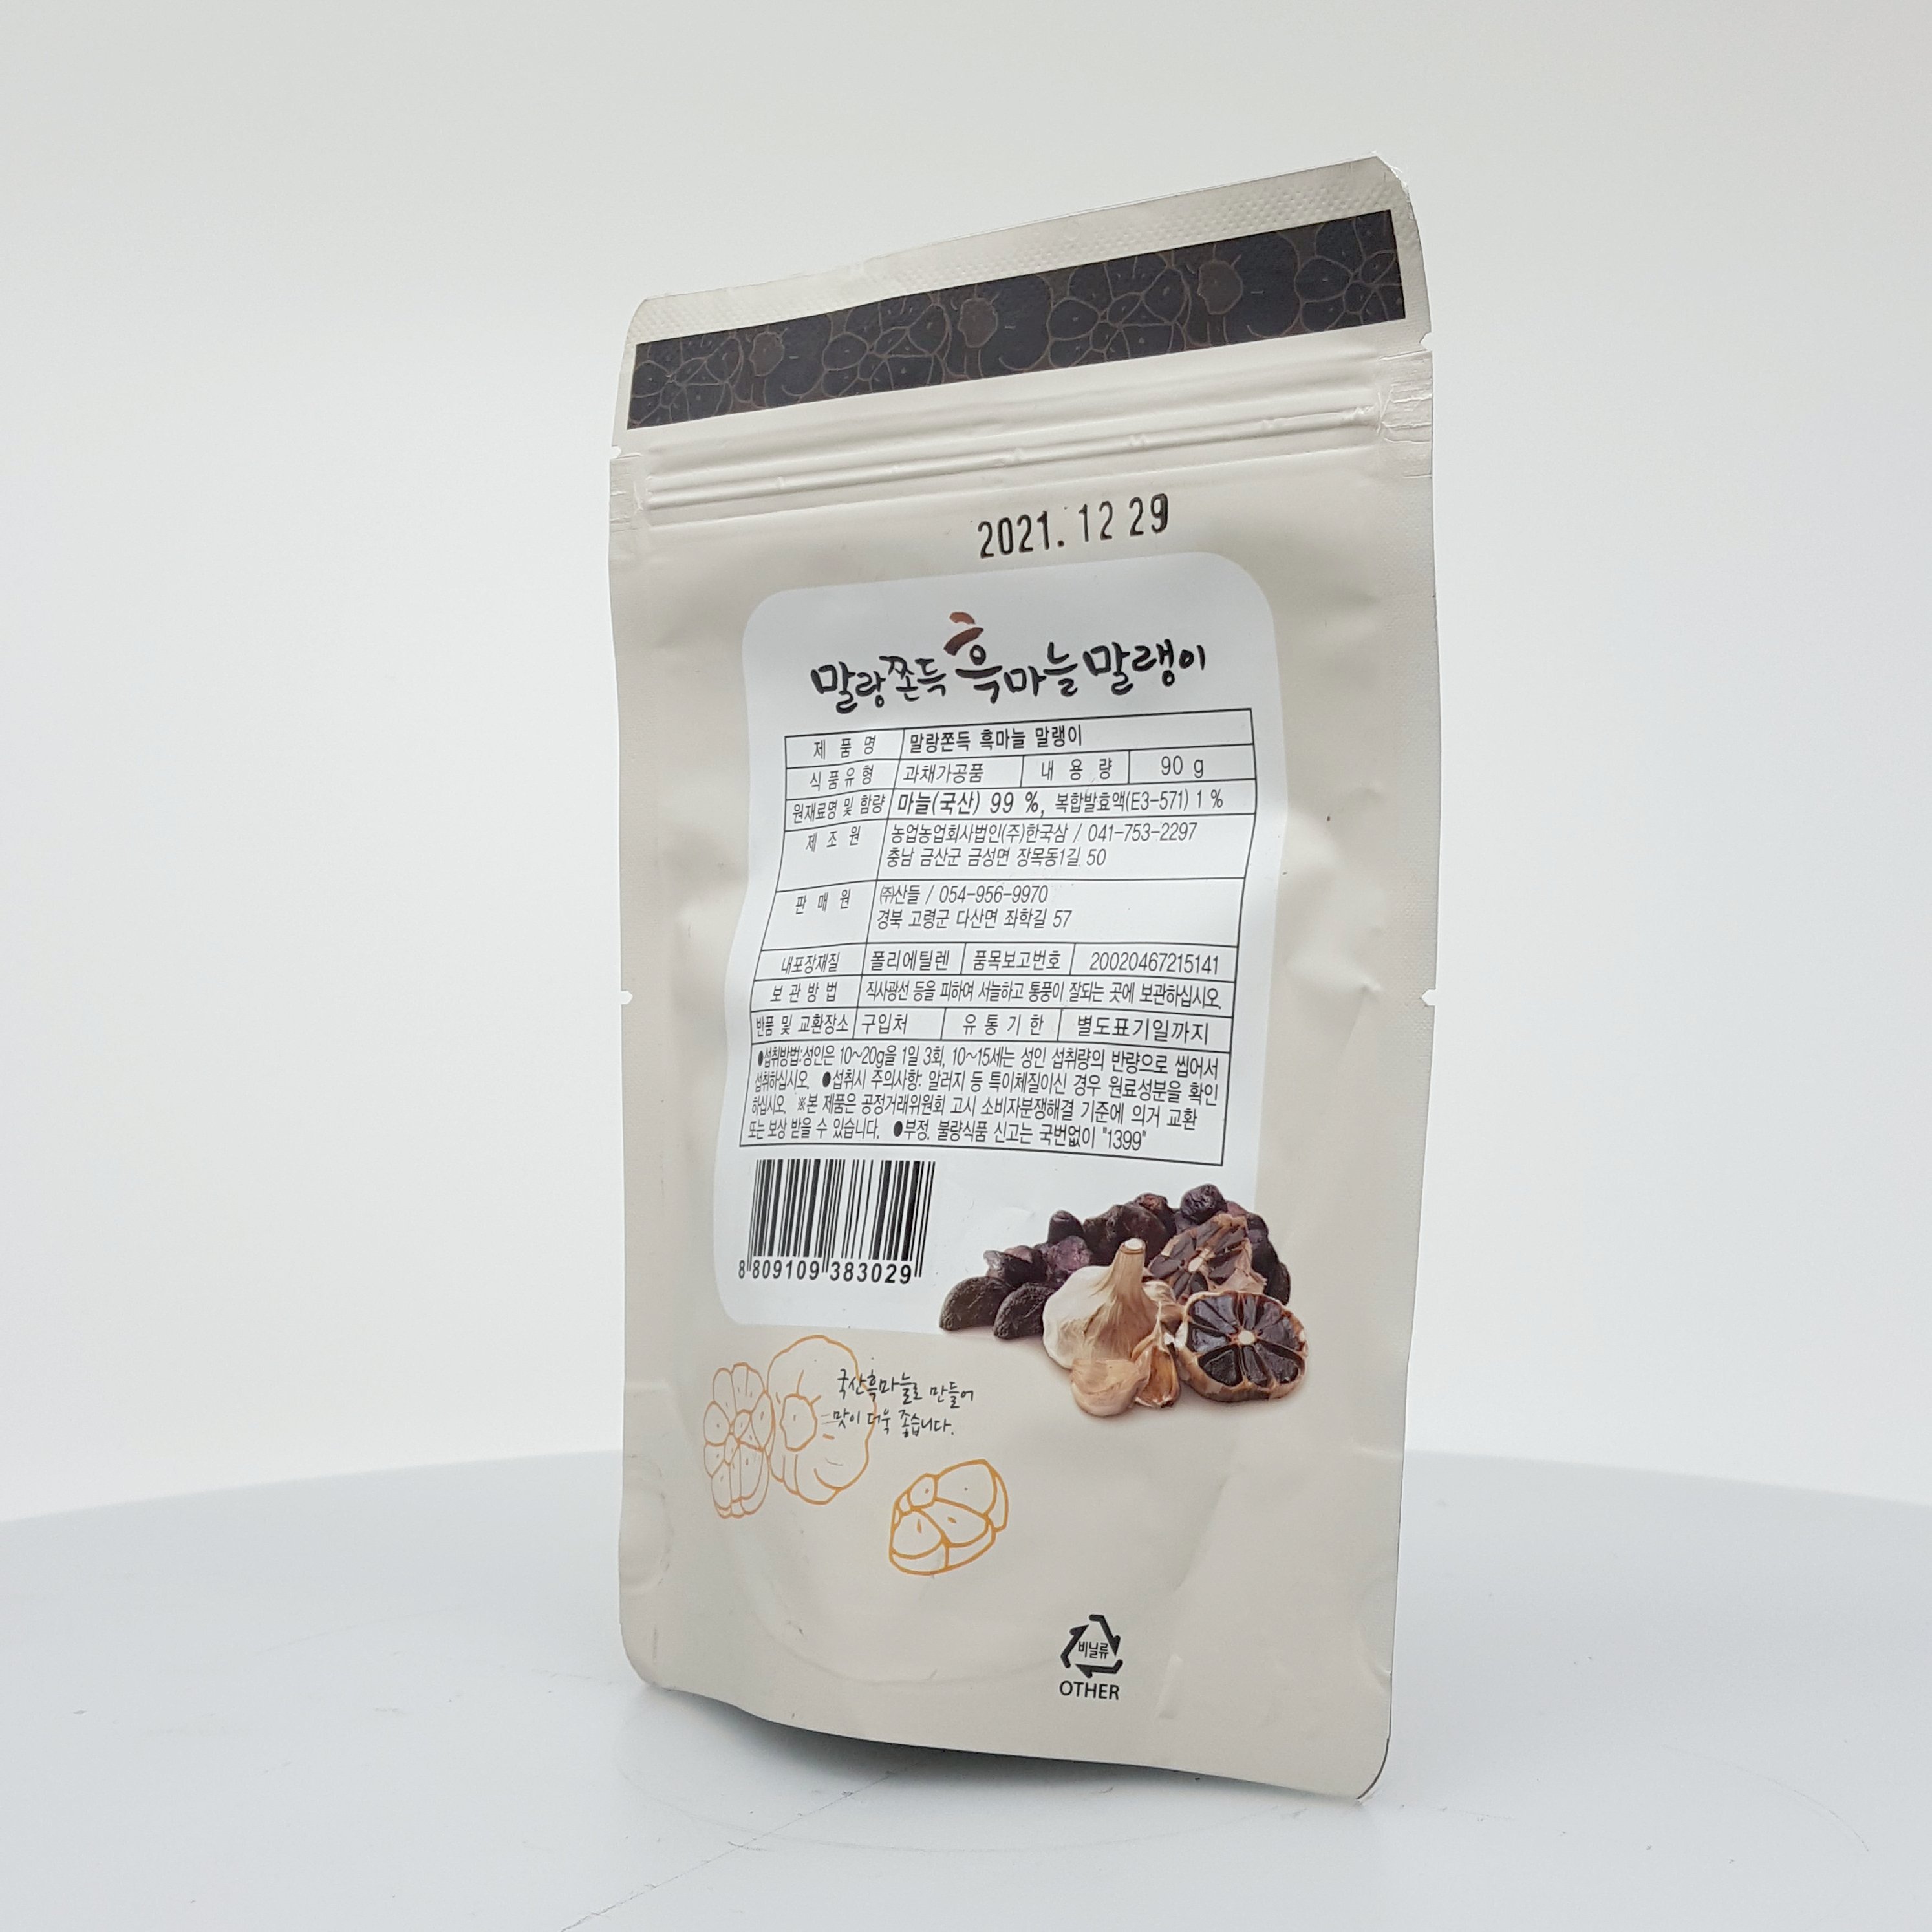 2021. 12 29
말랑쫀득 흑마늘 말랭이
제 품 명 말랑쫀득 흑마늘 말랭이
식품유형 과채가공품 내 용 량 90 g
원재료명 및 함량 마늘(국산) 99 %, 복합발효액(E3-571) 1 %
제 조 원 농업농업회사법인(주)한국삼 / 041-753-2297
충남 금산군 금성면 장목동1길 50
판 매 원 ㈜산들 / 054-956-9970
경북 고령군 다산면 좌학길 57
내포장재질 폴리에틸렌 품목보고번호 20020467215141
보 관 방 법 직사광선 등을 피하여 서늘하고 통풍이 잘되는 곳에 보관하십시오.
반품 및 교환장소 구입처 유 통 기 한 별도표기일까지
●섭취방법:성인은 10~20g을 1일 3회, 10~15세는 성인 섭취량의 반량으로 씹어서
섭취하십시오. ●섭취시 주의사항: 알러지 등 특이체질이신 경우 원료성분을 확인
하십시오. ※본 제품은 공정거래위원회 고시 소비자분쟁해결 기준에 의거 교환
또는 보상 받을 수 있습니다. ●부정. 불량식품 신고는 국번없이 "1399"
8 809109 383029
국산흑마늘로 만들어
맛이 더욱 좋습니다.
비닐류
OTHER